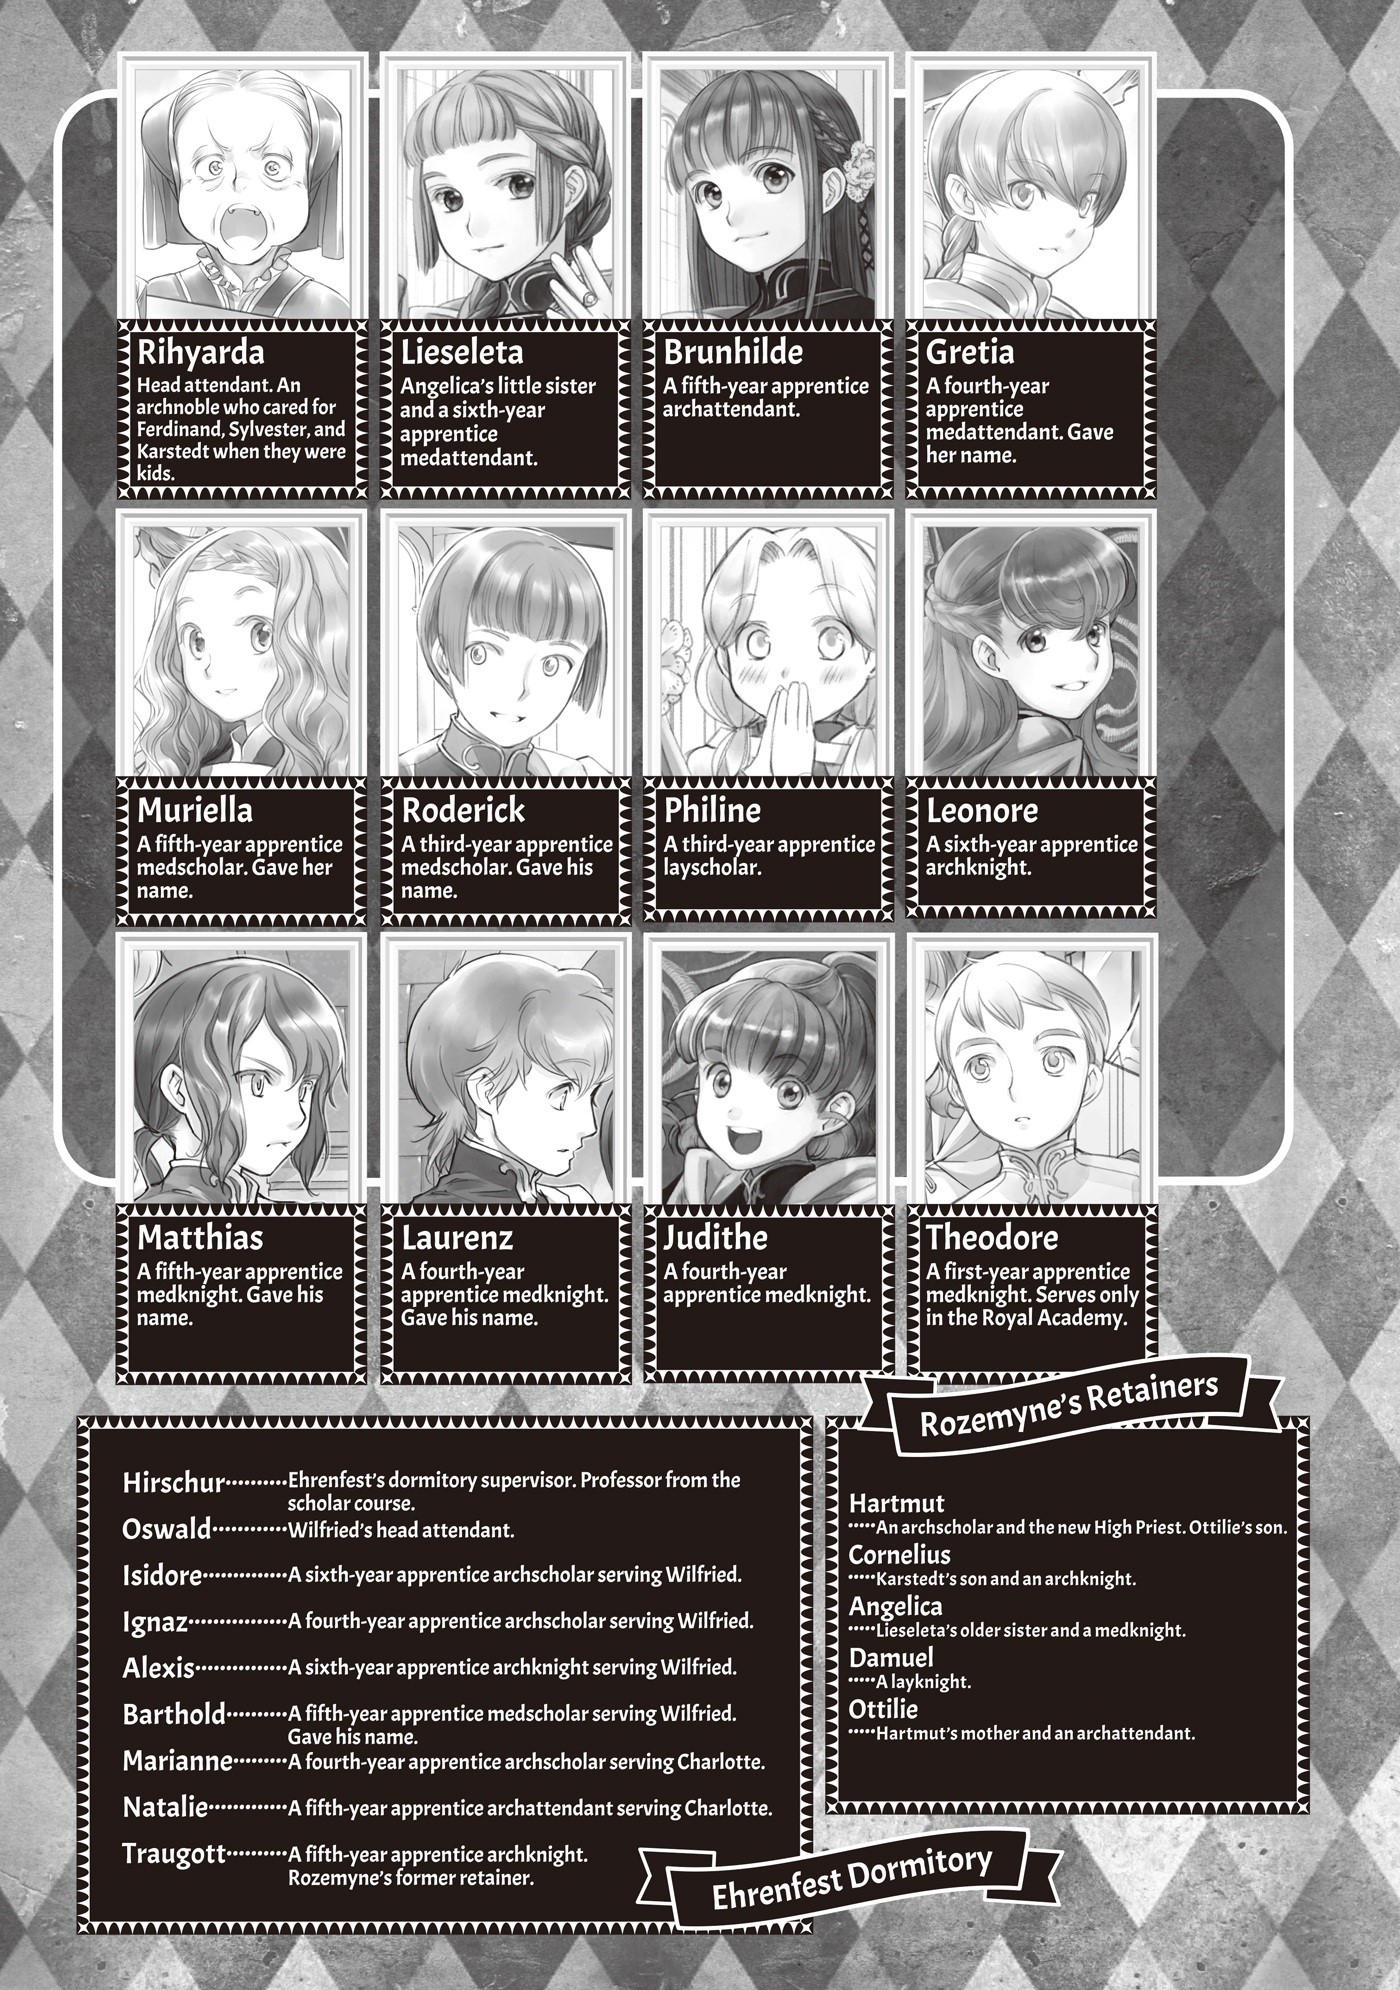 Rihyarda
Head attendant. An
archnoble who cared for
Ferdinand, Sylvester, and
Karstedt when they were
kids.
Lieseleta
Angelica's little sister
and a sixth-year
apprentice
medattendant.
Brunhilde
A fifth-year apprentice
archattendant.
Gretia
A fourth-year
apprentice
medattendant. Gave
her name.
Muriella
A fifth-year apprentice
medscholar. Gave her
name.
Roderick
A third-year apprentice
medscholar. Gave his
name.
Philine
A third-year apprentice
layscholar.
Leonore
A sixth-year apprentice
archknight.
Matthias
A fifth-year apprentice
medknight. Gave his
name.
Laurenz
A fourth-year
apprentice medknight.
Gave his name.
Judithe
A fourth-year
apprentice medknight.
Theodore
A first-year apprentice
medknight. Serves only
in the Royal Academy.
Rozemyne's Retainers
Hartmut
·····An archscholar and the new High Priest. Ottilie's son.
Cornelius
·····Karstedt's son and an archknight.
Angelica
·····Lieseleta's older sister and a medknight.
Damuel
·····A layknight.
Ottilie
·····Hartmut's mother and an archattendant.
Hirschur··········Ehrenfest's dormitory supervisor. Professor from the
scholar course.
Oswald············Wilfried's head attendant.
Isidore·············A sixth-year apprentice archscholar serving Wilfried.
Ignaz···············A fourth-year apprentice archscholar serving Wilfried.
Alexis··············A sixth-year apprentice archknight serving Wilfried.
Barthold··········A fifth-year apprentice medscholar serving Wilfried.
Gave his name.
Marianne·········A fourth-year apprentice archscholar serving Charlotte.
Natalie·············A fifth-year apprentice archattendant serving Charlotte.
Traugott··········A fifth-year apprentice archknight.
Rozemyne's former retainer.
Ehrenfest Dormitory